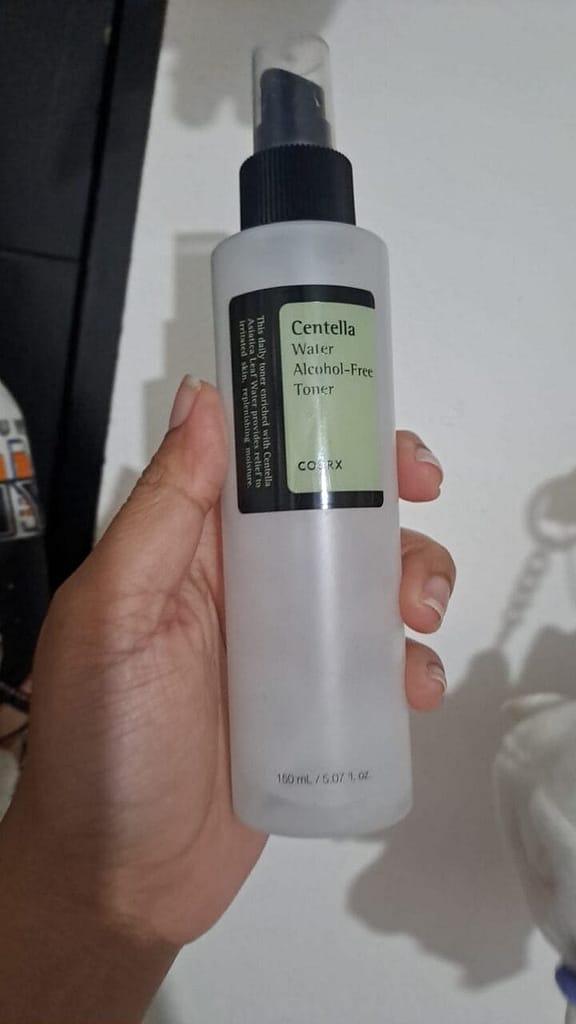 Centella
Water
Alcohol-Free
Toner
COSRX
This daily toner enriched with Centella
Asiatica Leaf Water provides relief to
irritated skin, replenishing moisture.
150 mL / 5.07 fl. oz.